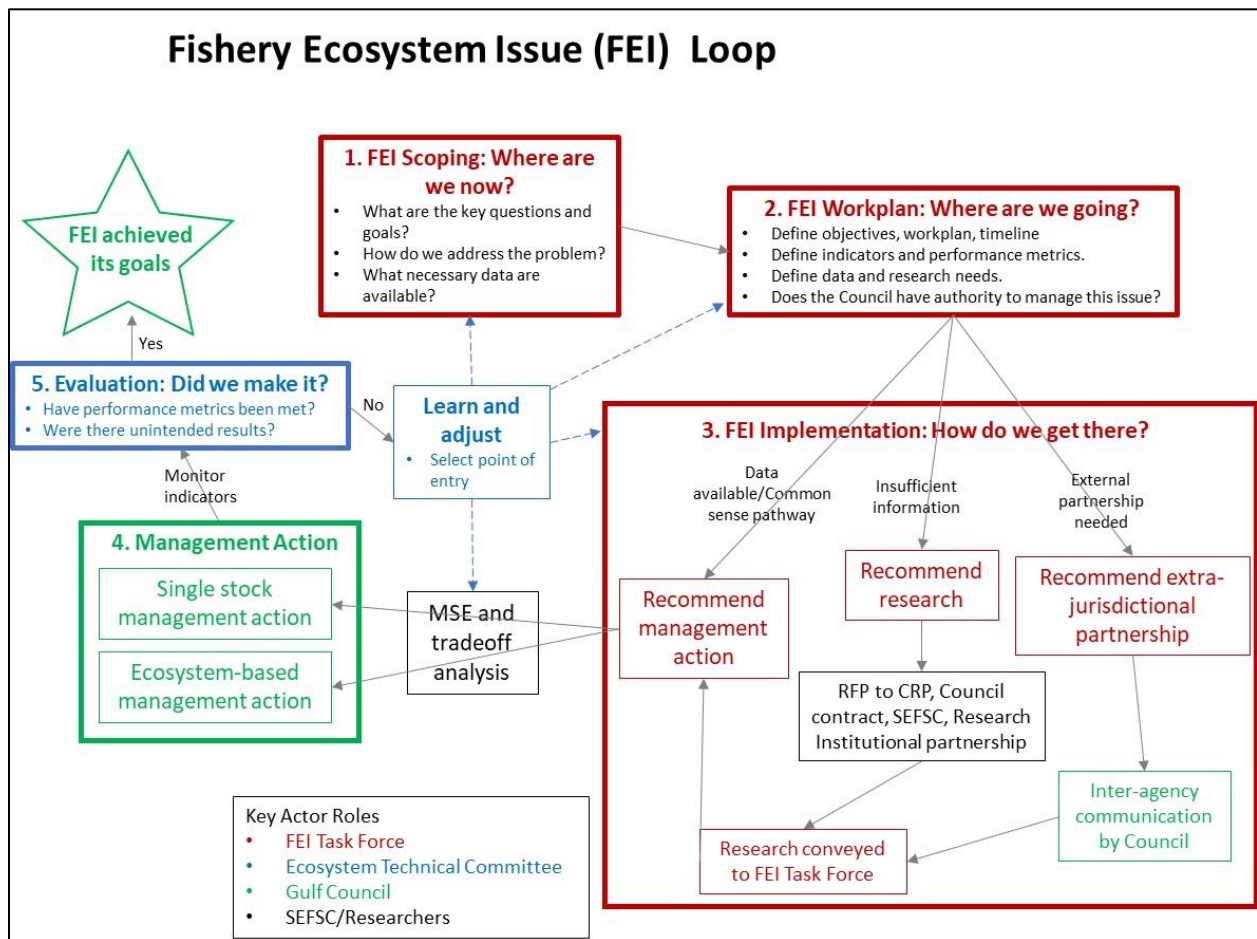 Fishery Ecosystem Issue (FEI) Loop
1. FEI Scoping: Where are
we now?
• What are the key questions and
goals?
• How do we address the problem?
• What necessary data are
available?
2. FEI Workplan: Where are we going?
• Define objectives, workplan, timeline
• Define indicators and performance metrics.
• Define data and research needs.
• Does the Council have authority to manage this issue?
FEI achieved
its goals
Yes
5. Evaluation: Did we make it?
• Have performance metrics been met?
• Were there unintended results?
No
Learn and
adjust
• Select point of
entry
Monitor
indicators
3. FEI Implementation: How do we get there?
Data
available/Common
sense pathway
Insufficient
information
External
partnership
needed
4. Management Action
Single stock
management action
Ecosystem-based
management action
MSE and
tradeoff
analysis
Recommend
management
action
Recommend
research
Recommend extra-
jurisdictional
partnership
RFP to CRP, Council
contract, SEFSC, Research
Institutional partnership
Inter-agency
communication
by Council
Research conveyed
to FEI Task Force
Key Actor Roles
• FEI Task Force
• Ecosystem Technical Committee
• Gulf Council
• SEFSC/Researchers